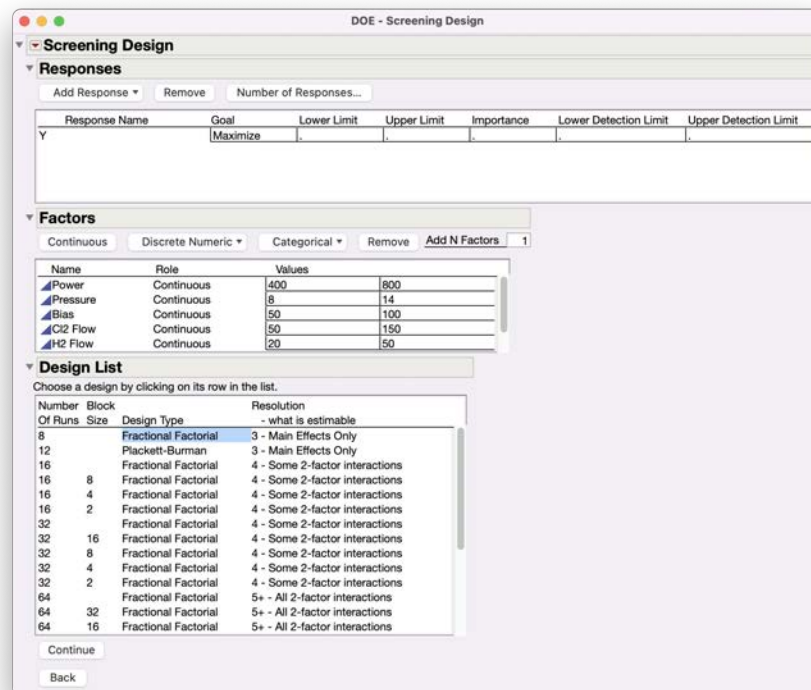 DOE - Screening Design
Screening Design
Responses
Add Response Remove Number of Responses...
Response Name Goal Lower Limit Upper Limit Importance Lower Detection Limit Upper Detection Limit
Y Maximize . . . . .
Factors
Continuous Discrete Numeric Categorical Remove Add N Factors 1
Name Role Values
Power Continuous 400 800
Pressure Continuous 8 14
Bias Continuous 50 100
Cl2 Flow Continuous 50 150
H2 Flow Continuous 20 50
Design List
Choose a design by clicking on its row in the list.
Number Block Resolution
Of Runs Size Design Type - what is estimable
8 Fractional Factorial 3 - Main Effects Only
12 Plackett-Burman 3 - Main Effects Only
16 Fractional Factorial 4 - Some 2-factor interactions
16 8 Fractional Factorial 4 - Some 2-factor interactions
16 4 Fractional Factorial 4 - Some 2-factor interactions
16 2 Fractional Factorial 4 - Some 2-factor interactions
32 Fractional Factorial 4 - Some 2-factor interactions
32 16 Fractional Factorial 4 - Some 2-factor interactions
32 8 Fractional Factorial 4 - Some 2-factor interactions
32 4 Fractional Factorial 4 - Some 2-factor interactions
32 2 Fractional Factorial 4 - Some 2-factor interactions
64 Fractional Factorial 5+ - All 2-factor interactions
64 32 Fractional Factorial 5+ - All 2-factor interactions
64 16 Fractional Factorial 5+ - All 2-factor interactions
Continue
Back